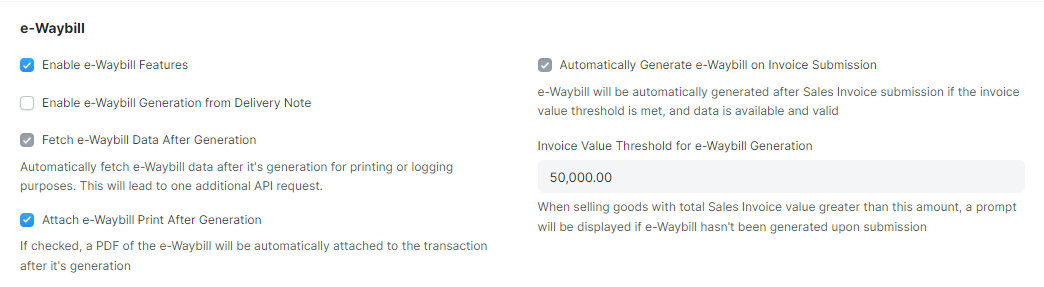 e-Waybill
Enable e-Waybill Features
Enable e-Waybill Generation from Delivery Note
Fetch e-Waybill Data After Generation
Automatically fetch e-Waybill data after it's generation for printing or logging
purposes. This will lead to one additional API request.
Attach e-Waybill Print After Generation
If checked, a PDF of the e-Waybill will be automatically attached to the transaction
after it's generation
Automatically Generate e-Waybill on Invoice Submission
e-Waybill will be automatically generated after Sales Invoice submission if the invoice
value threshold is met, and data is available and valid
Invoice Value Threshold for e-Waybill Generation
50,000.00
When selling goods with total Sales Invoice value greater than this amount, a prompt
will be displayed if e-Waybill hasn't been generated upon submission